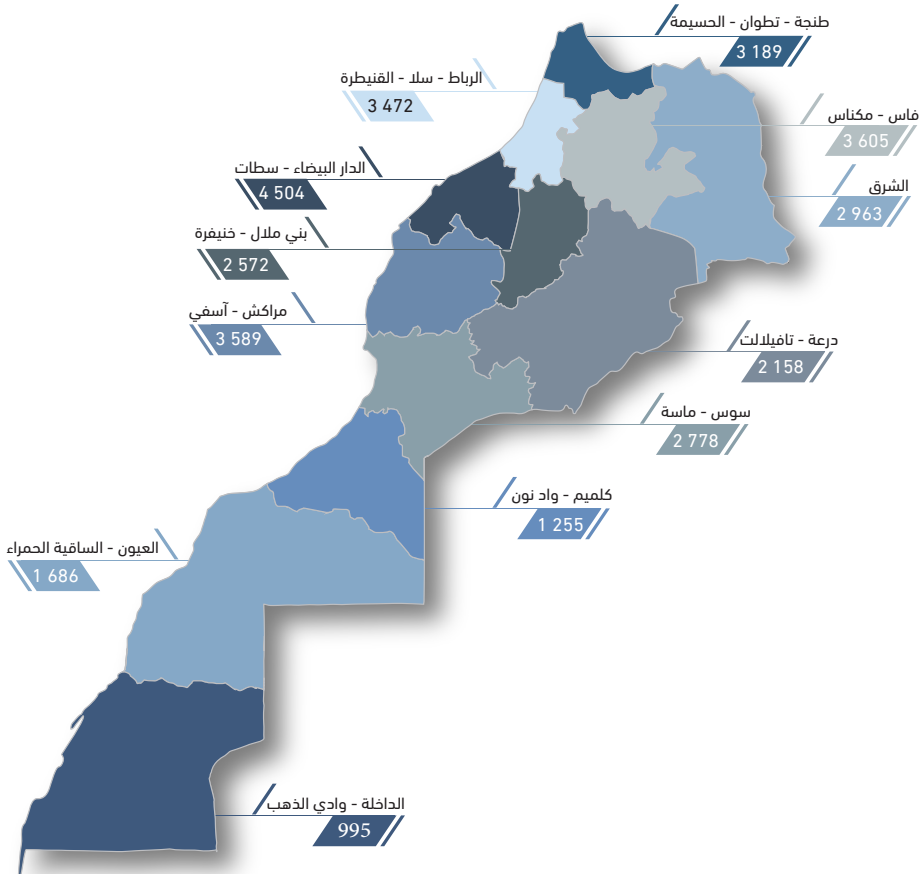 طنجة - تطوان - الحسيمة
3 189
الرباط - سلا - القنيطرة
3 472
فاس - مكناس
3 605
الدار البيضاء - سطات
4 504
الشرق
2 963
بني ملال - خنيفرة
2 572
مراكش - آسفي
3 589
درعة - تافيلالت
2 158
سوس - ماسة
2 778
كلميم - واد نون
1 255
العيون - الساقية الحمراء
1 686
الداخلة - وادي الذهب
995